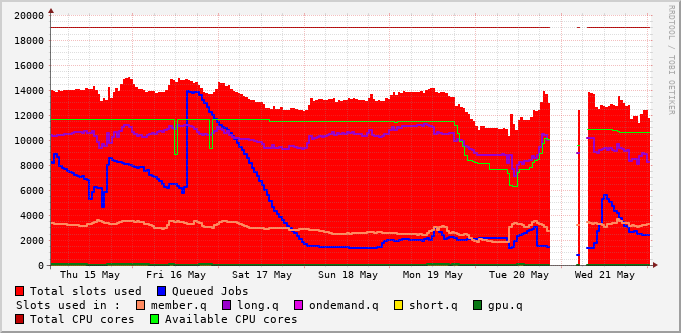 20000
18000
16000
14000
12000
10000
8000
6000
4000
2000
0
Thu 15 May Fri 16 May Sat 17 May Sun 18 May Mon 19 May Tue 20 May Wed 21 May
RRDTOOL / TOBI OETIKER
Total slots used Queued Jobs
Slots used in : member.q long.q ondemand.q short.q gpu.q
Total CPU cores Available CPU cores